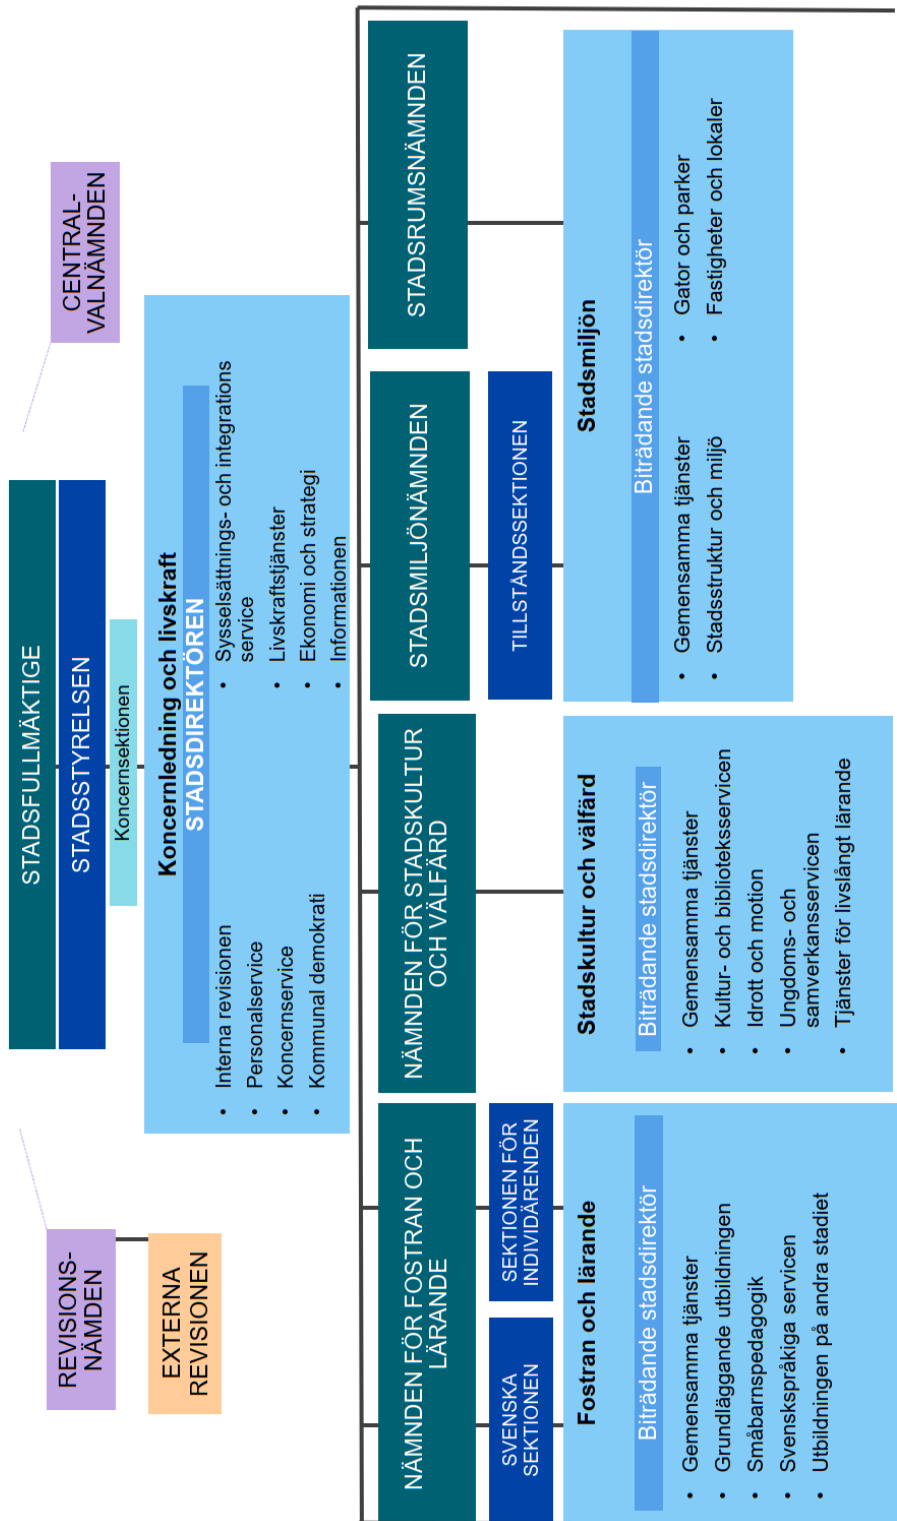 STADSFULLMÄKTIGE
STADSSTYRELSEN
Koncernsektionen
REVISIONS-
NÄMDEN
EXTERNA
REVISIONEN
CENTRAL-
VALNÄMNDEN
Koncernledning och livskraft
STADSDIREKTÖREN
• Interna revisionen
• Personalservice
• Koncernservice
• Kommunal demokrati
• Sysselsättnings- och integrations
service
• Livskraftstjänster
• Ekonomi och strategi
• Informationen
NÄMNDEN FÖR FOSTRAN OCH
LÄRANDE
SVENSKA
SEKTIONEN
SEKTIONEN FÖR
INDIVIDÄRENDEN
Fostran och lärande
Biträdande stadsdirektör
• Gemensamma tjänster
• Grundläggande utbildningen
• Småbarnspedagogik
• Svenskspråkiga servicen
• Utbildningen på andra stadiet
NÄMNDEN FÖR STADSKULTUR
OCH VÄLFÄRD
Stadskultur och välfärd
Biträdande stadsdirektör
• Gemensamma tjänster
• Kultur- och biblioteksservicen
• Idrott och motion
• Ungdoms- och
samverkansservicen
• Tjänster för livslångt lärande
STADSMILJÖNÄMNDEN
TILLSTÅNDSSEKTIONEN
STADSRUMSNÄMNDEN
Stadsmiljön
Biträdande stadsdirektör
• Gemensamma tjänster
• Stadsstruktur och miljö
• Gator och parker
• Fastigheter och lokaler